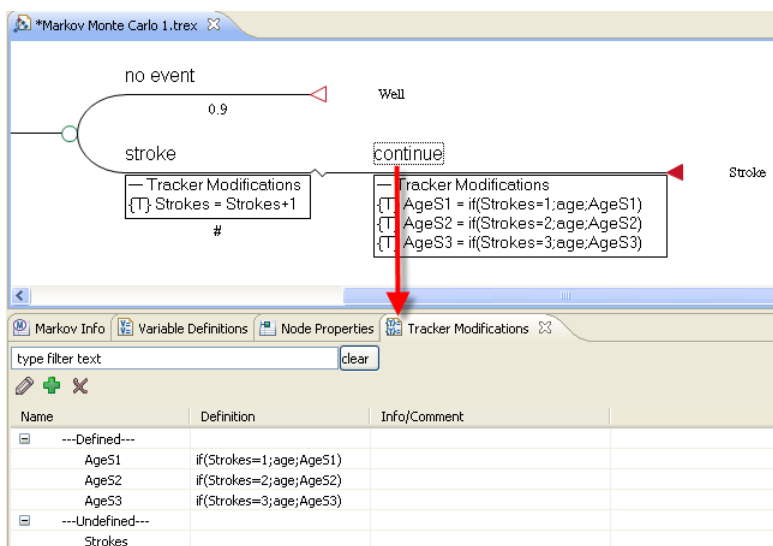 *Markov Monte Carlo 1.trex
no event
Well
0.9
stroke
continue
Stroke
— Tracker Modifications
{T} Strokes = Strokes+1
#
— Tracker Modifications
{T} AgeS1 = if(Strokes=1;age;AgeS1)
{T} AgeS2 = if(Strokes=2;age;AgeS2)
{T} AgeS3 = if(Strokes=3;age;AgeS3)
Markov Info Variable Definitions Node Properties Tracker Modifications
type filter text clear
Name Definition Info/Comment
---Defined---
AgeS1 if(Strokes=1;age;AgeS1)
AgeS2 if(Strokes=2;age;AgeS2)
AgeS3 if(Strokes=3;age;AgeS3)
---Undefined---
Strokes